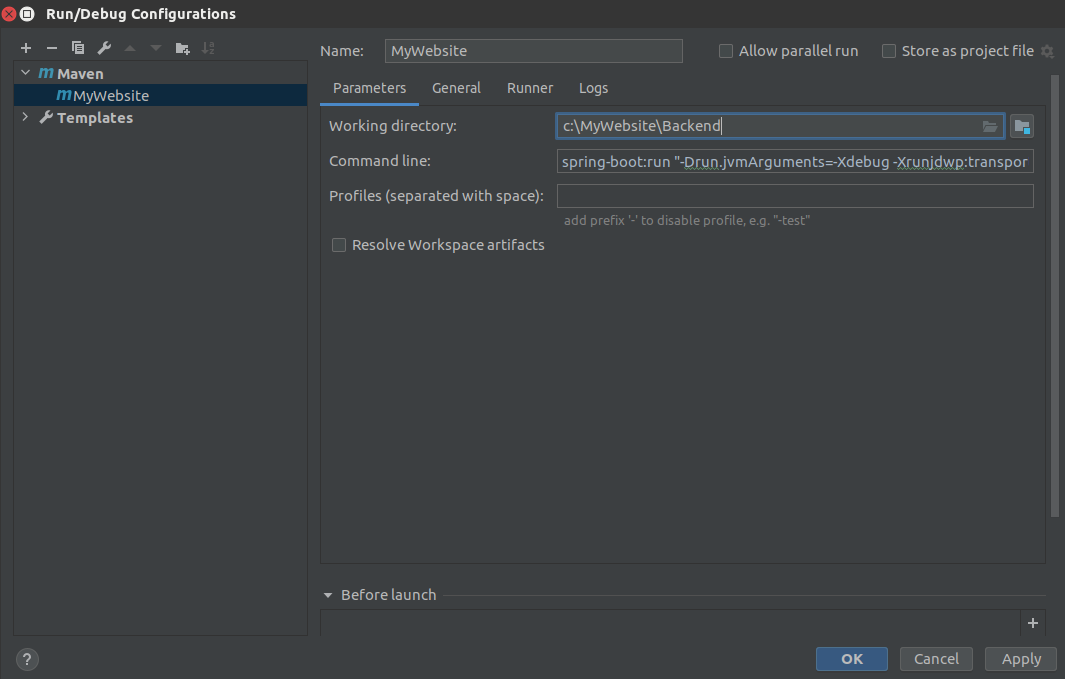 Run/Debug Configurations
Name: MyWebsite Allow parallel run Store as project file
m Maven
m MyWebsite
Templates
Parameters General Runner Logs
Working directory: c:\MyWebsite\Backend
Command line: spring-boot:run "-Drun.jvmArguments=-Xdebug -Xrunjdwp:transpor
Profiles (separated with space):
add prefix '-' to disable profile, e.g. "-test"
Resolve Workspace artifacts
Before launch
+
? OK Cancel Apply